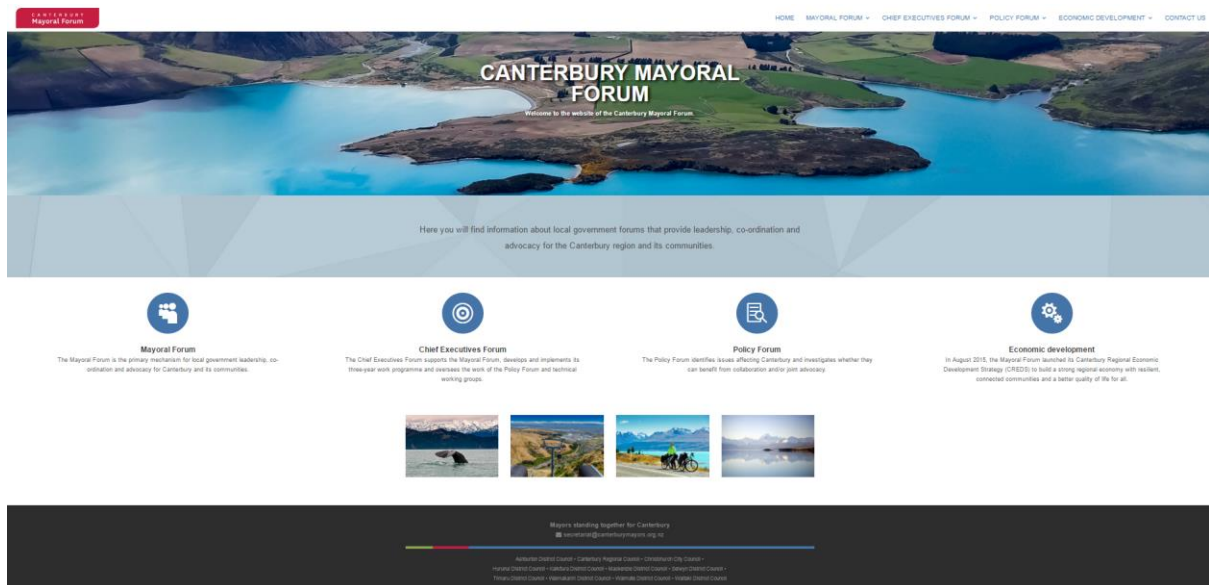 CANTERBURY
Mayoral Forum
HOME MAYORAL FORUM CHIEF EXECUTIVES FORUM POLICY FORUM ECONOMIC DEVELOPMENT CONTACT US
CANTERBURY MAYORAL
FORUM
Welcome to the website of the Canterbury Mayoral Forum.
Here you will find information about local government forums that provide leadership, co-ordination and
advocacy for the Canterbury region and its communities.
Mayoral Forum
The Mayoral Forum is the primary mechanism for local government leadership, co-
ordination and advocacy for Canterbury and its communities.
Chief Executives Forum
The Chief Executives Forum supports the Mayoral Forum, develops and implements its
three-year work programme and oversees the work of the Policy Forum and technical
working groups.
Policy Forum
The Policy Forum identifies issues affecting Canterbury and investigates whether they
can benefit from collaboration and/or joint advocacy.
Economic development
In August 2015, the Mayoral Forum launched its Canterbury Regional Economic
Development Strategy (CREDS) to build a strong regional economy with resilient,
connected communities and a better quality of life for all.
Mayors standing together for Canterbury
secretariat@canterburymayors.org.nz
Ashburton District Council • Canterbury Regional Council • Christchurch City Council •
Hurunui District Council • Kaikōura District Council • Mackenzie District Council • Selwyn District Council •
Timaru District Council • Waimakariri District Council • Waimate District Council • Waitaki District Council